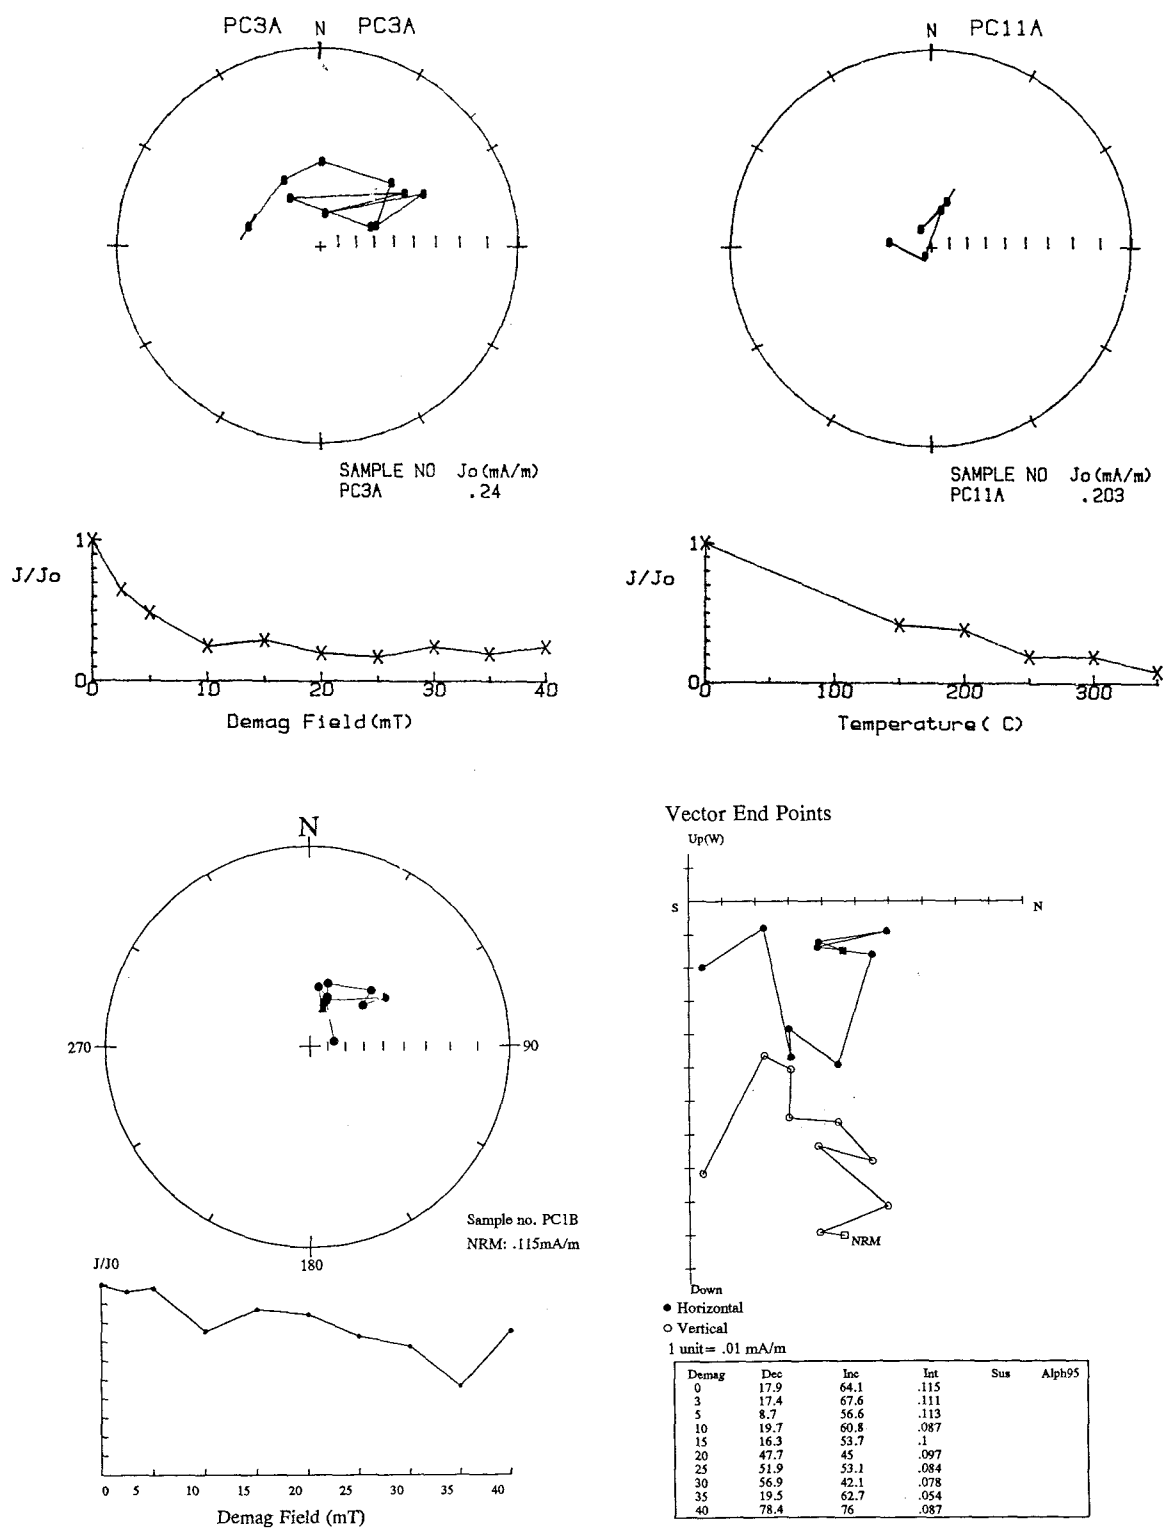 PC3A N PC3A
SAMPLE NO Jo(mA/m)
PC3A .24
1
J/Jo
0
0 10 20 30 40
Demag Field(mT)
N PC11A
SAMPLE NO Jo(mA/m)
PC11A .203
1
J/Jo
0
0 100 200 300
Temperature( C)
N
270 90
180
Sample no. PC1B
NRM: .115mA/m
J/J0
0 5 10 15 20 25 30 35 40
Demag Field (mT)
Vector End Points
Up(W)
S N
NRM
Down
● Horizontal
○ Vertical
1 unit= .01 mA/m
Demag Dec Inc Int Sus Alph95
0 17.9 64.1 .115
3 17.4 67.6 .111
5 8.7 56.6 .113
10 19.7 60.8 .087
15 16.3 53.7 .1
20 47.7 45 .097
25 51.9 53.1 .084
30 56.9 42.1 .078
35 19.5 62.7 .054
40 78.4 76 .087